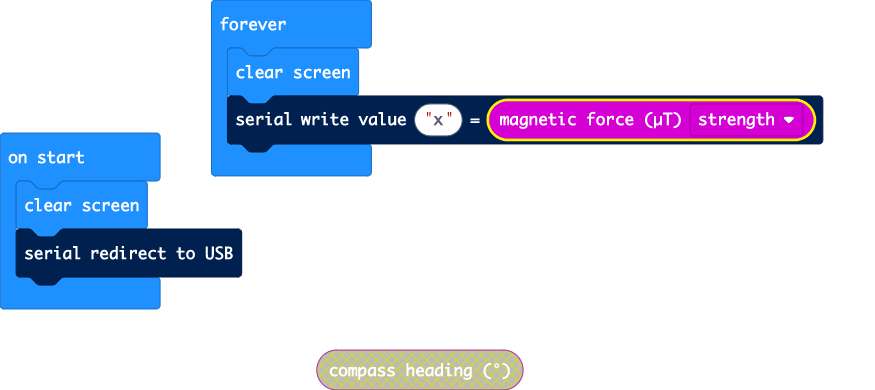 forever
clear screen
serial write value "x" = magnetic force (µT) strength
on start
clear screen
serial redirect to USB
compass heading (°)